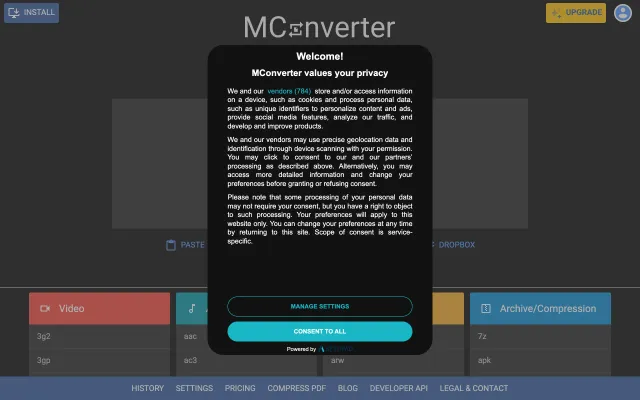 INSTALL
UPGRADE
MConverter
Welcome!
MConverter values your privacy
We and our vendors (784) store and/or access information
on a device, such as cookies and process personal data,
such as unique identifiers to personalize content and ads,
provide social media features, analyze our traffic, and
develop and improve products.
We and our vendors may use precise geolocation data and
identification through device scanning with your permission.
You may click to consent to our and our partners'
processing as described above. Alternatively, you may
access more detailed information and change your
preferences before granting or refusing consent.
Please note that some processing of your personal data
may not require your consent, but you have a right to object
to such processing. Your preferences will apply to this
website only. You can change your preferences at any time
by returning to this site. Scope of consent is service-
specific.
PASTE
DROPBOX
MANAGE SETTINGS
CONSENT TO ALL
Powered by
Video
Archive/Compression
3g2
aac
7z
3gp
ac3
arw
apk
HISTORY SETTINGS PRICING COMPRESS PDF BLOG DEVELOPER API LEGAL & CONTACT